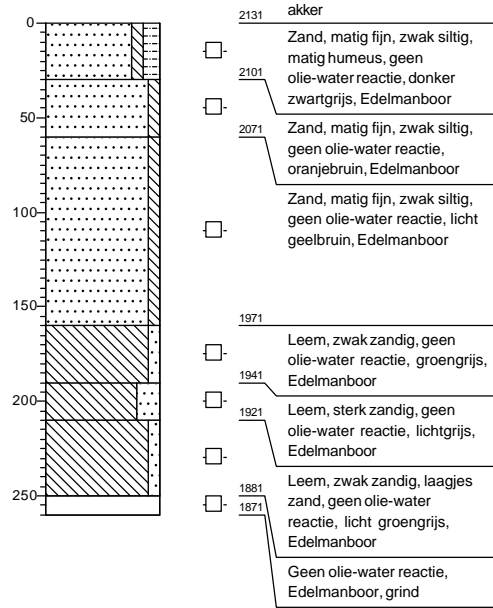 0
50
100
150
200
250
2131
akker
Zand, matig fijn, zwak siltig,
matig humeus, geen
olie-water reactie, donker
zwartgrijs, Edelmanboor
2101
Zand, matig fijn, zwak siltig,
geen olie-water reactie,
oranjebruin, Edelmanboor
2071
Zand, matig fijn, zwak siltig,
geen olie-water reactie, licht
geelbruin, Edelmanboor
1971
Leem, zwak zandig, geen
olie-water reactie, groengrijs,
Edelmanboor
1941
Leem, sterk zandig, geen
olie-water reactie, lichtgrijs,
Edelmanboor
1921
Leem, zwak zandig, laagjes
zand, geen olie-water
reactie, licht groengrijs,
Edelmanboor
1881
Geen olie-water reactie,
Edelmanboor, grind
1871